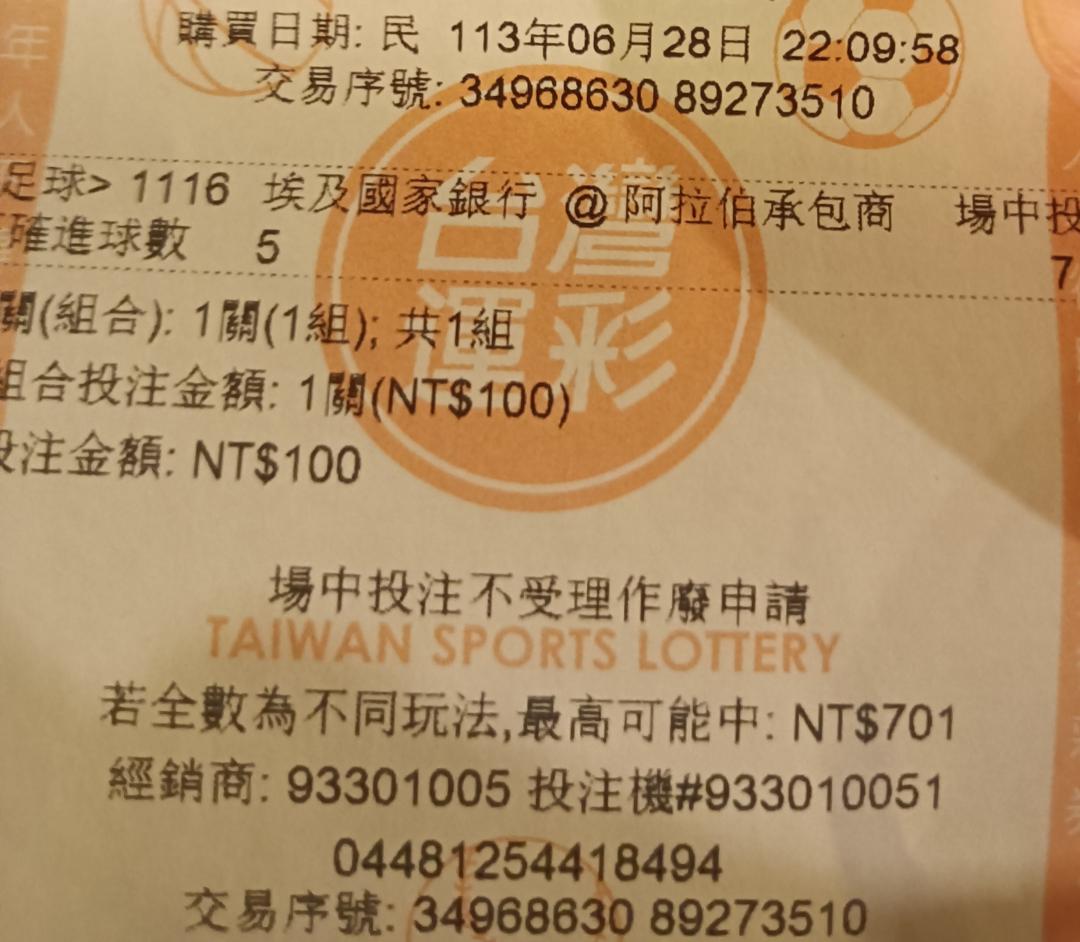 購買日期: 民 113年06月28日 22:09:58
交易序號: 34968630 89273510
足球> 1116 埃及國家銀行 @ 阿拉伯承包商 場中投
確進球數 5
7
關(組合): 1關(1組); 共1組
組合投注金額: 1關(NT$100)
投注金額: NT$100
台灣
運彩
場中投注不受理作廢申請
TAIWAN SPORTS LOTTERY
若全數為不同玩法,最高可能中: NT$701
經銷商: 93301005 投注機#933010051
04481254418494
交易序號: 34968630 89273510